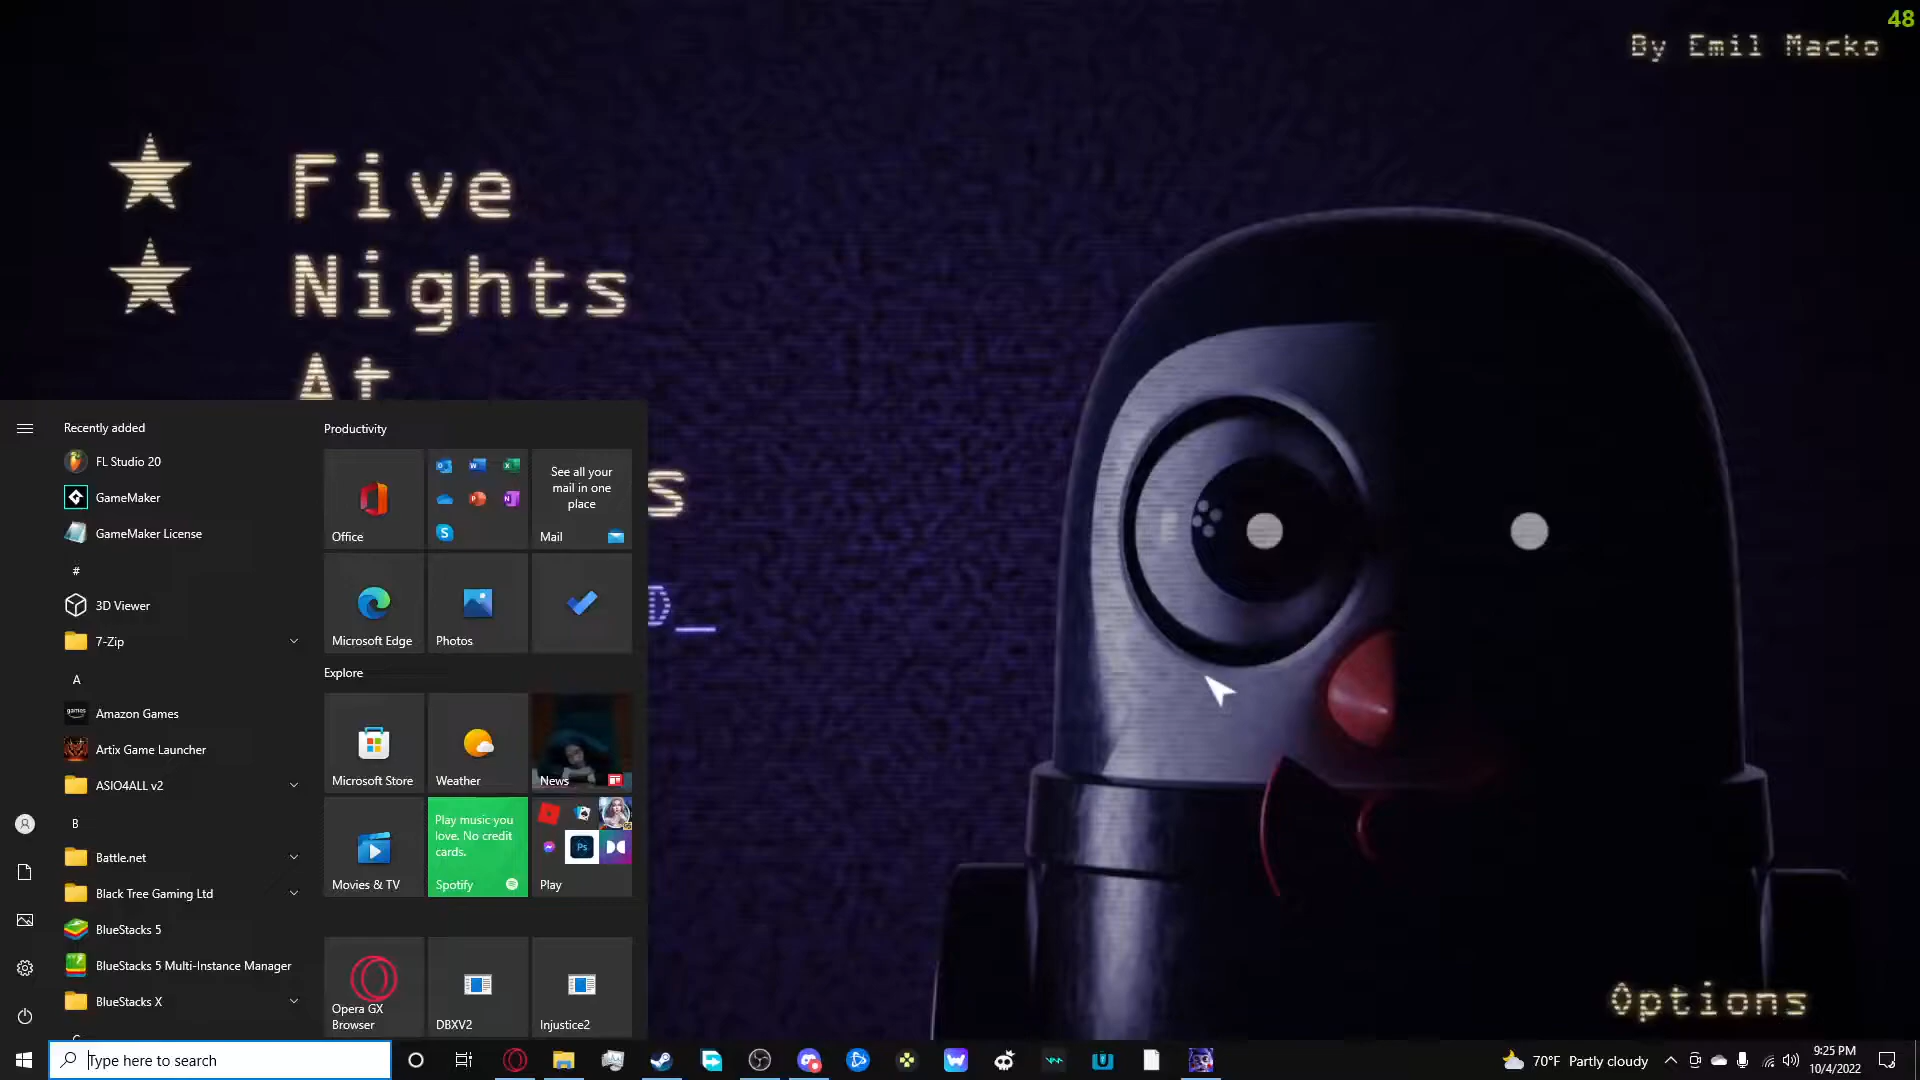 48
By Emil Macko
Five
Nights
At
s
D_
Options
Recently added
FL Studio 20
GameMaker
GameMaker License
#
3D Viewer
7-Zip
A
Amazon Games
Artix Game Launcher
ASIO4ALL v2
B
Battle.net
Black Tree Gaming Ltd
BlueStacks 5
BlueStacks 5 Multi-Instance Manager
BlueStacks X
Productivity
Office
See all your
mail in one
place
Mail
Microsoft Edge
Photos
Explore
Microsoft Store
Weather
News
Movies & TV
Play music you
love. No credit
cards.
Spotify
Ps
Play
Opera GX
Browser
DBXV2
Injustice2
Type here to search
70°F Partly cloudy
9:25 PM
10/4/2022